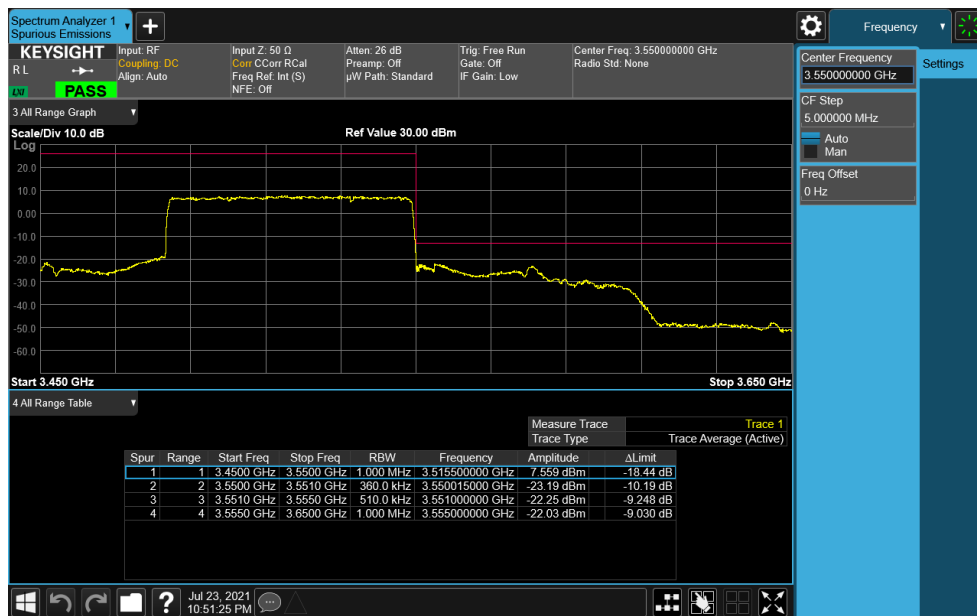 Spectrum Analyzer 1
Spurious Emissions
Frequency
KEYSIGHT
R L
LXI
PASS
Input: RF
Coupling: DC
Align: Auto
Input Z: 50 Ω
Corr CCorr RCal
Freq Ref: Int (S)
NFE: Off
Atten: 26 dB
Preamp: Off
µW Path: Standard
Trig: Free Run
Gate: Off
IF Gain: Low
Center Freq: 3.550000000 GHz
Radio Std: None
Center Frequency
3.550000000 GHz
Settings
CF Step
5.000000 MHz
Auto
Man
Freq Offset
0 Hz
3 All Range Graph
Scale/Div 10.0 dB
Ref Value 30.00 dBm
Log
20.0
10.0
0.00
-10.0
-20.0
-30.0
-40.0
-50.0
-60.0
Start 3.450 GHz
Stop 3.650 GHz
4 All Range Table
Measure Trace Trace 1
Trace Type Trace Average (Active)
Spur Range Start Freq Stop Freq RBW Frequency Amplitude ΔLimit
1 1 3.4500 GHz 3.5500 GHz 1.000 MHz 3.515500000 GHz 7.559 dBm -18.44 dB
2 2 3.5500 GHz 3.5510 GHz 360.0 kHz 3.550015000 GHz -23.19 dBm -10.19 dB
3 3 3.5510 GHz 3.5550 GHz 510.0 kHz 3.551000000 GHz -22.25 dBm -9.248 dB
4 4 3.5550 GHz 3.6500 GHz 1.000 MHz 3.555000000 GHz -22.03 dBm -9.030 dB
Jul 23, 2021
10:51:25 PM